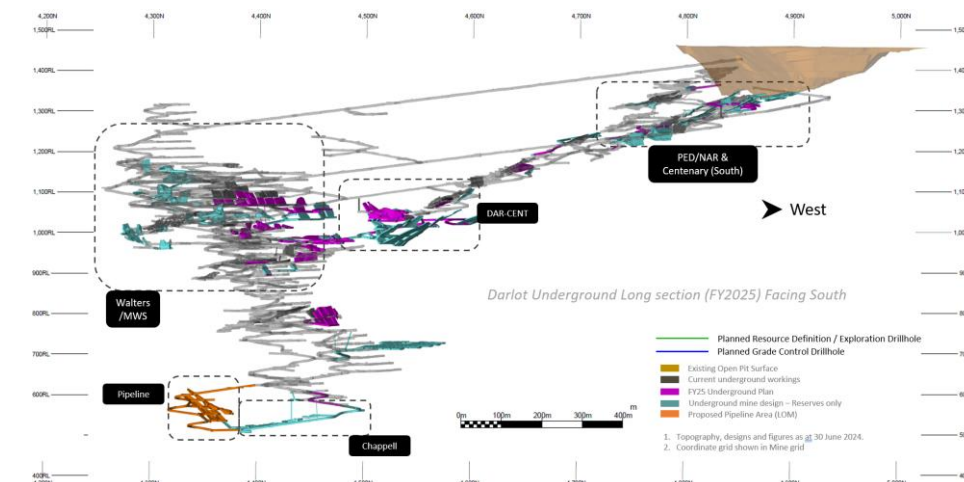 4,200N 4,300N 4,400N 4,500N 4,600N 4,700N 4,800N 4,900N 5,000N
1,500RL
1,400RL
1,300RL
1,200RL
1,100RL
1,000RL
900RL
800RL
700RL
600RL
400RL
PED/NAR &
Centenary (South)
West
DAR-CENT
Walters
/MWS
Darlot Underground Long section (FY2025) Facing South
Planned Resource Definition / Exploration Drillhole
Planned Grade Control Drillhole
Existing Open Pit Surface
Current underground workings
FY25 Underground Plan
Underground mine design – Reserves only
Proposed Pipeline Area (LOM)
Pipeline
Chappell
0m 100m 200m 300m 400m
m
1. Topography, designs and figures as at 30 June 2024.
2. Coordinate grid shown in Mine grid